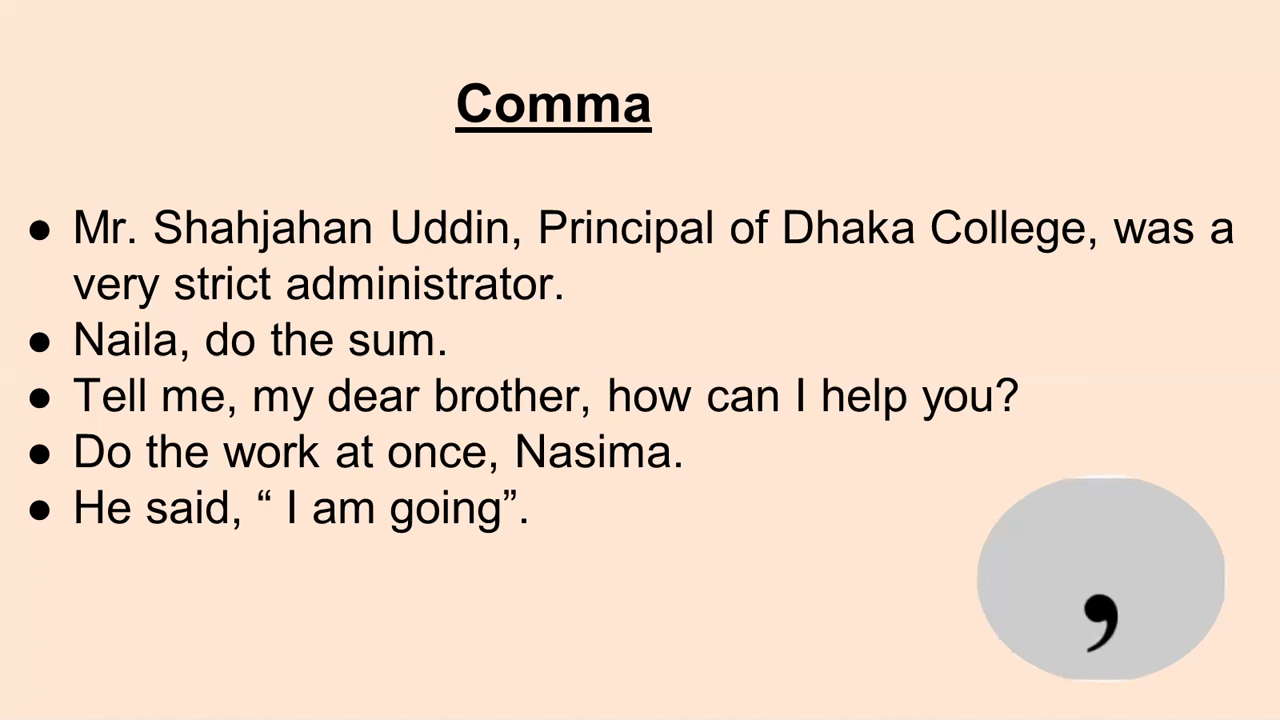 Comma
● Mr. Shahjahan Uddin, Principal of Dhaka College, was a
very strict administrator.
● Naila, do the sum.
● Tell me, my dear brother, how can I help you?
● Do the work at once, Nasima.
● He said, “ I am going”.
,